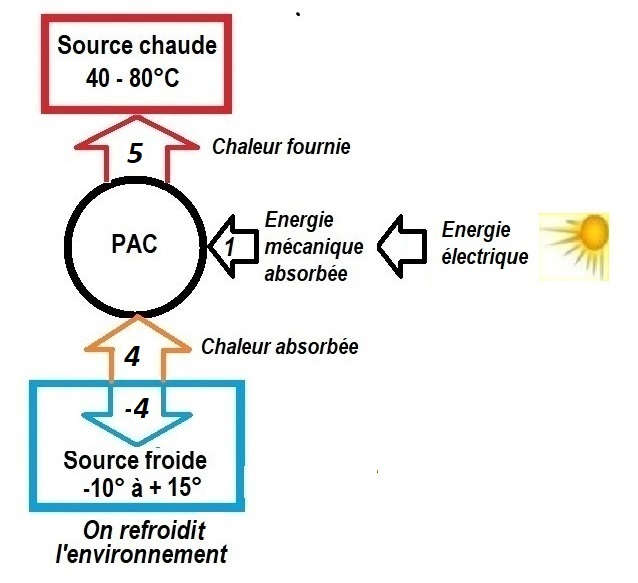 Source chaude
40 - 80°C
5
Chaleur fournie
PAC
1
Energie
mécanique
absorbée
Energie
électrique
4
Chaleur absorbée
-4
Source froide
-10° à + 15°
On refroidit
l'environnement